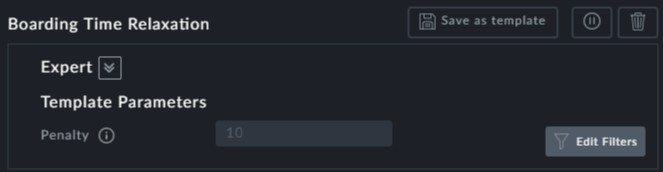 Boarding Time Relaxation
Save as template
Expert
Template Parameters
Penalty
10
Edit Filters